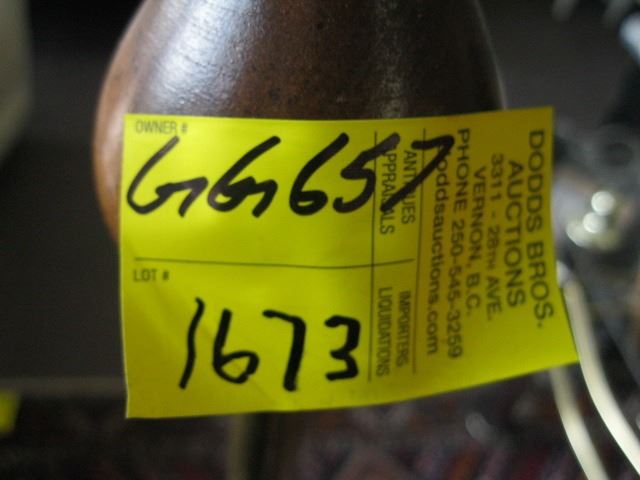 OWNER #
GG657
LOT #
1673
ANTIQUES
APPRAISALS
IMPORTERS
LIQUIDATIONS
DODDS BROS.
AUCTIONS
3311 - 28TH AVE.
VERNON, B.C.
PHONE 250-545-3259
doddsauctions.com